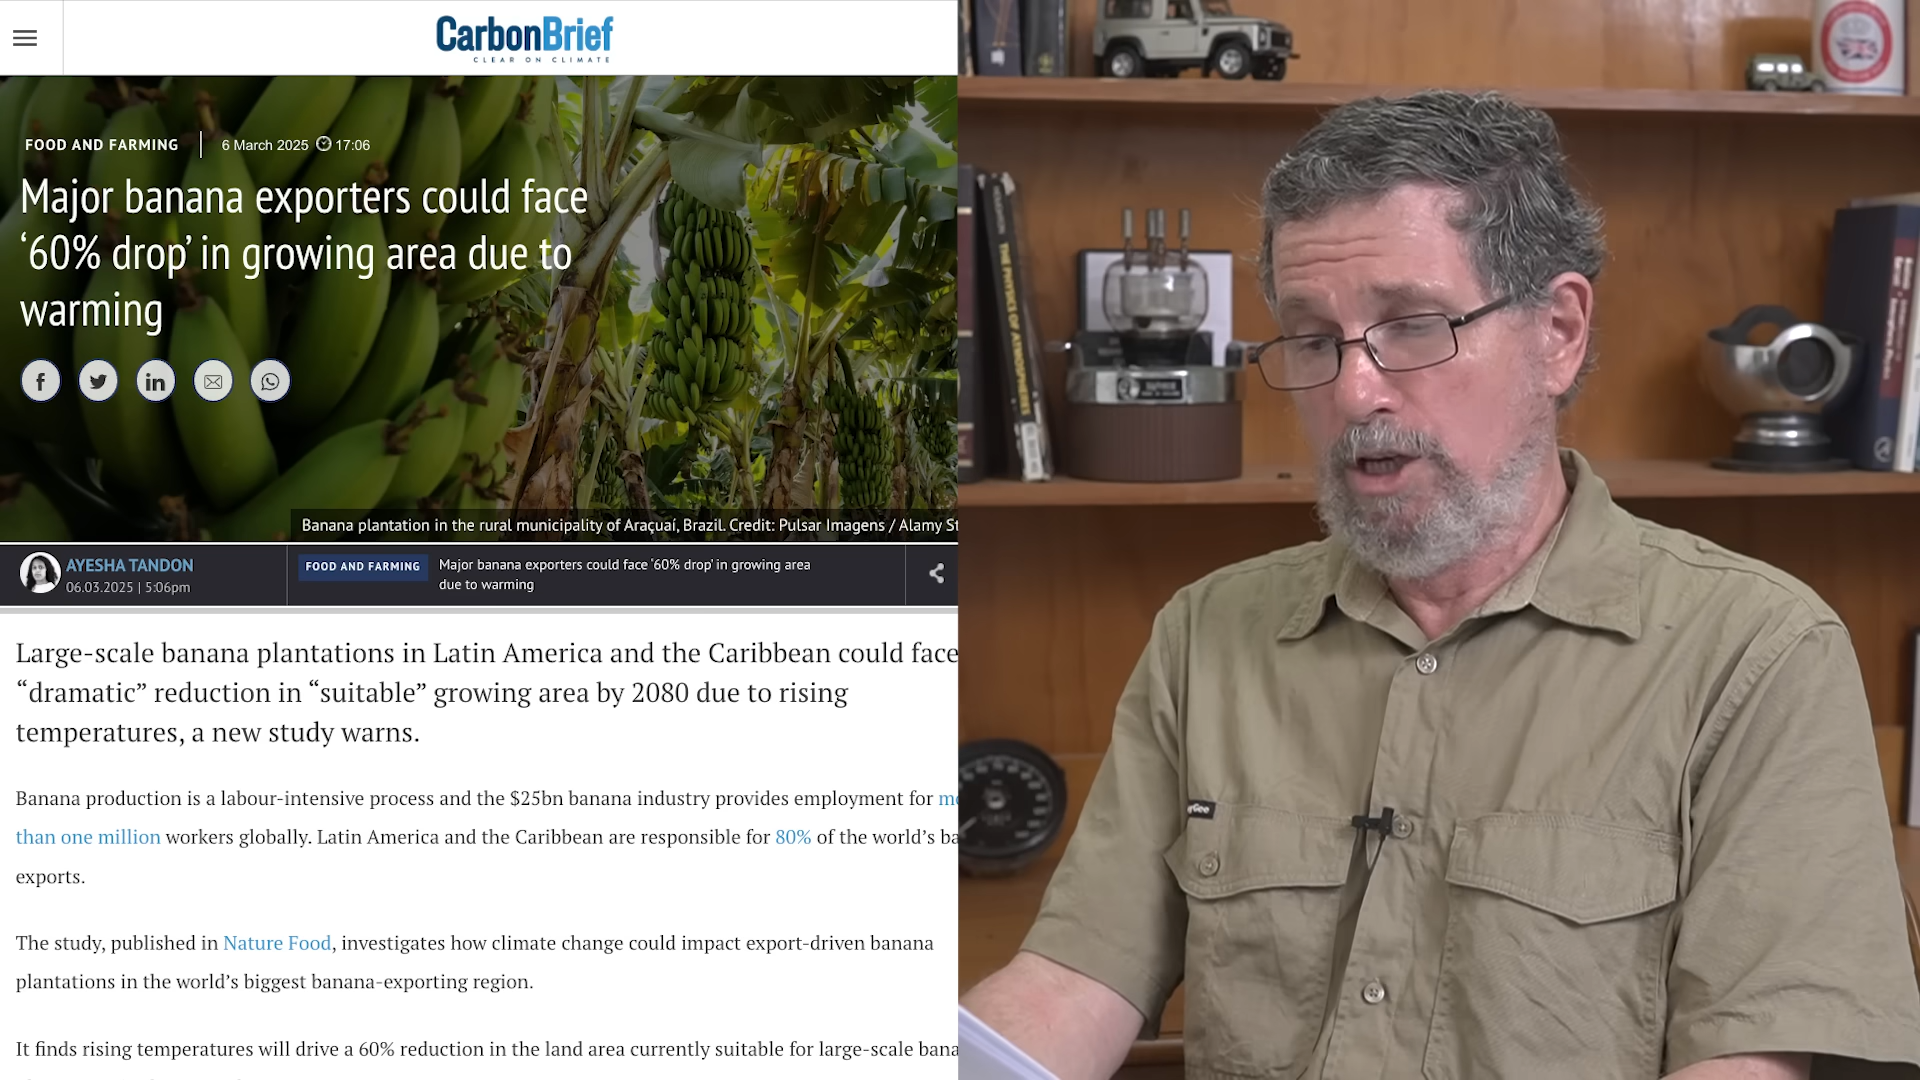 CarbonBrief
CLEAR ON CLIMATE
FOOD AND FARMING
6 March 2025 17:06
Major banana exporters could face
‘60% drop’ in growing area due to
warming
Banana plantation in the rural municipality of Araçuaí, Brazil. Credit: Pulsar Imagens / Alamy St
AYESHA TANDON
06.03.2025 | 5:06pm
FOOD AND FARMING
Major banana exporters could face ‘60% drop’ in growing area
due to warming
Large-scale banana plantations in Latin America and the Caribbean could face
“dramatic” reduction in “suitable” growing area by 2080 due to rising
temperatures, a new study warns.
Banana production is a labour-intensive process and the $25bn banana industry provides employment for
than one million workers globally. Latin America and the Caribbean are responsible for 80% of the world’s
exports.
The study, published in Nature Food, investigates how climate change could impact export-driven banana
plantations in the world’s biggest banana-exporting region.
It finds rising temperatures will drive a 60% reduction in the land area currently suitable for large-scale
THE PHYSICS OF ATMOSPHERES